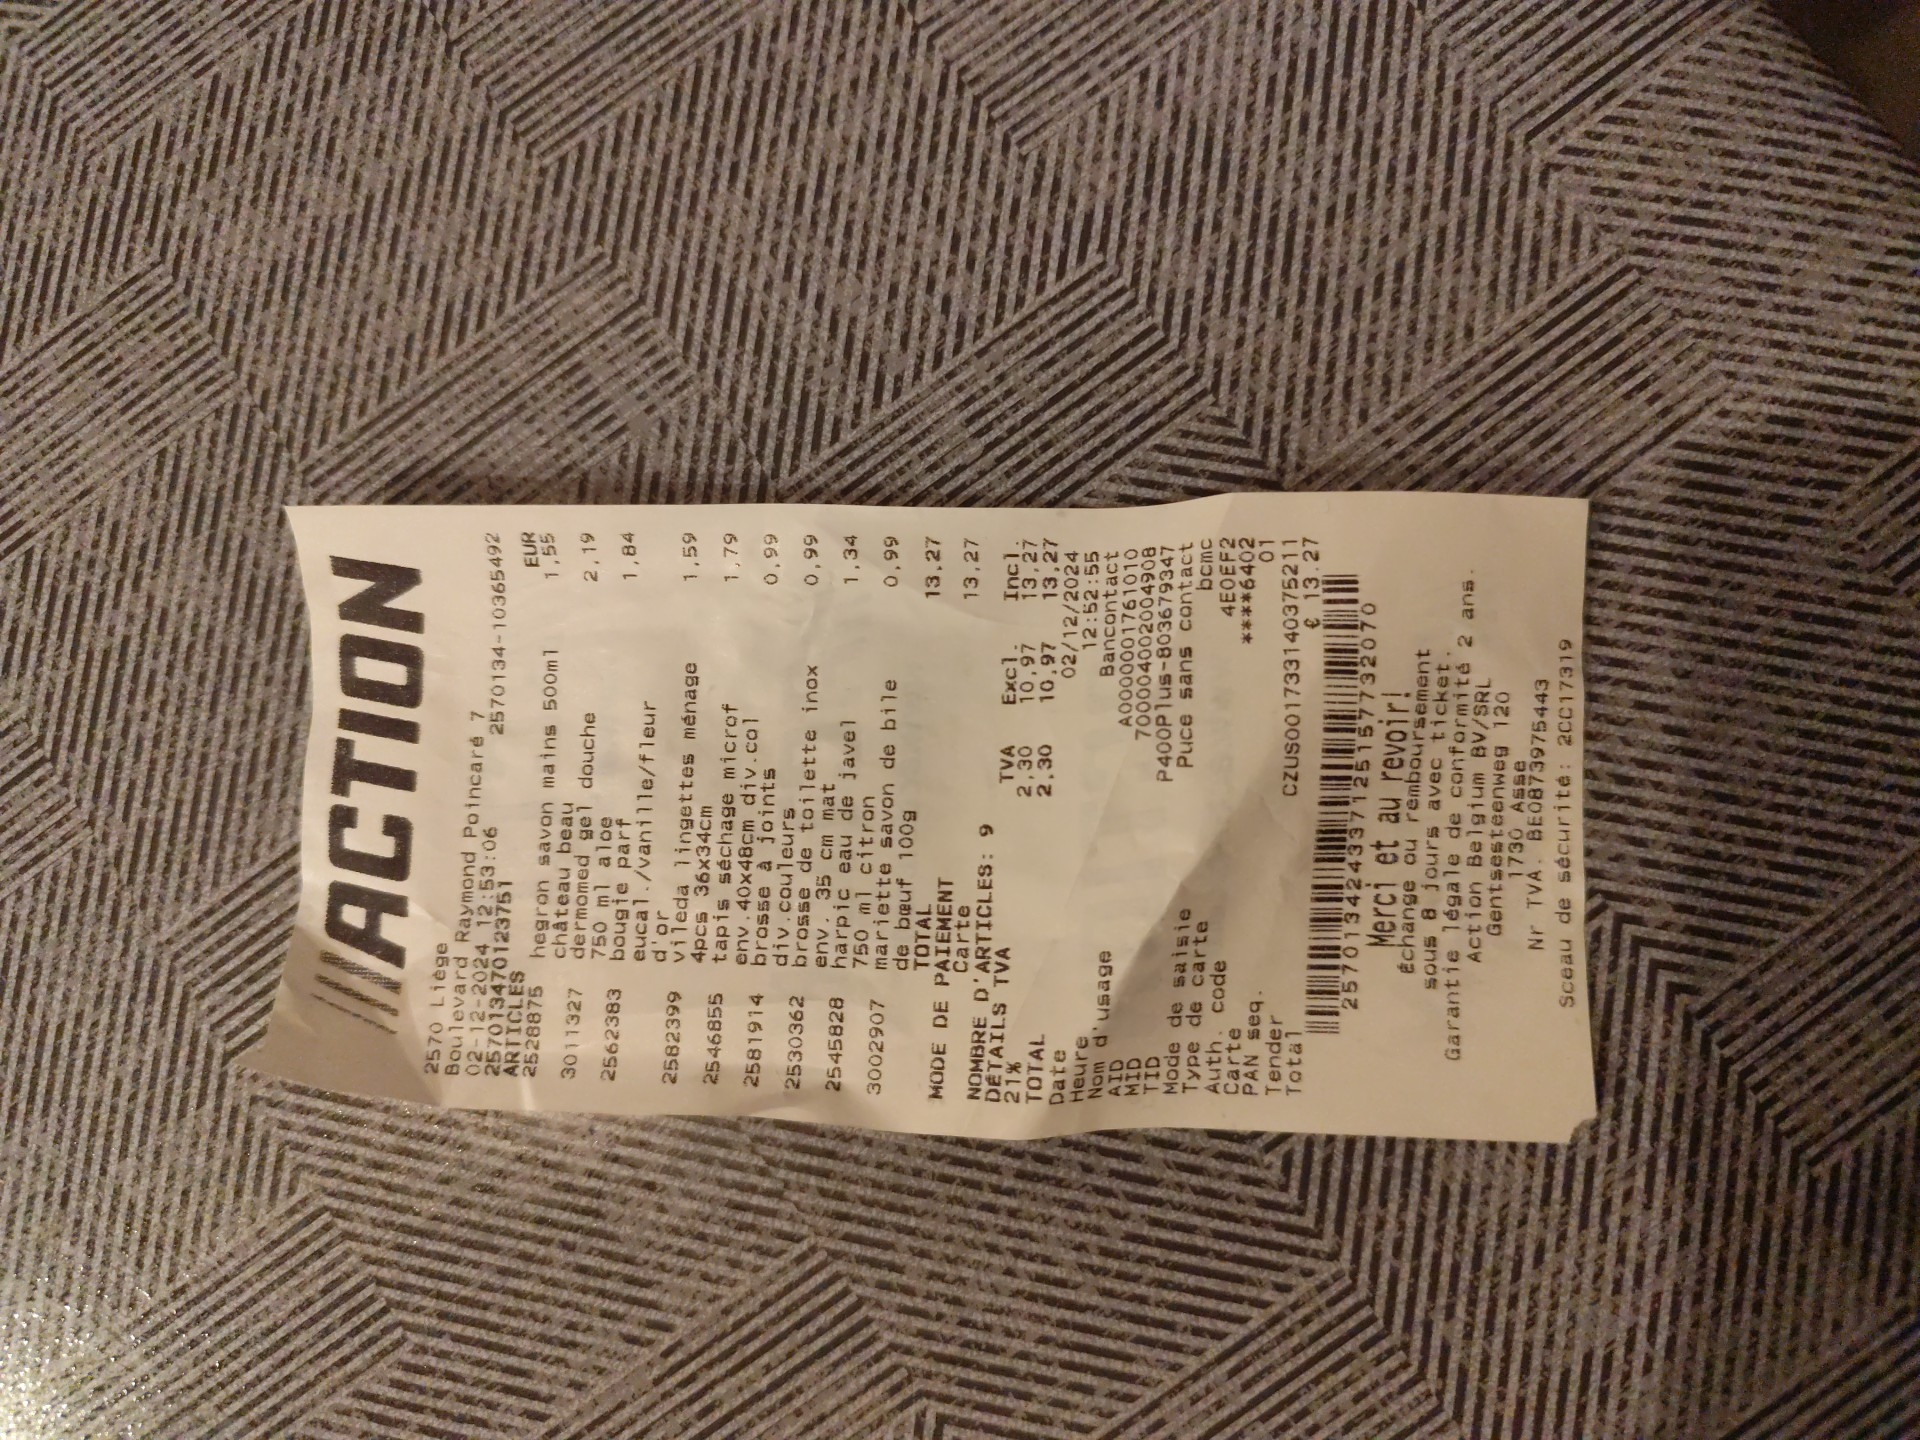 ACTION
2570 Liège
Boulevard Raymond Poincaré 7
02-12-2024 12:53:06 2570134-10365492
257013470123751
ARTICLES EUR
2528875 hegron savon mains 500ml 1,55
château beau
3011327 dermomed gel douche 2,19
750 ml aloe
2562383 bougie parf 1,84
eucal./vanille/fleur
d'or
2582399 vileda lingettes ménage 1,59
4pcs 36x34cm
2546855 tapis séchage microf 1,79
env.40x48cm div.col
2581914 brosse à joints 0,99
div.couleurs
2530362 brosse de toilette inox 0,99
env.35 cm mat
2545828 harpic eau de javel 1,34
750 ml citron
3002907 mariette savon de bile 0,99
de bœuf 100g
TOTAL 13,27
MODE DE PAIEMENT
Carte 13,27
NOMBRE D'ARTICLES: 9
DÉTAILS TVA TVA Excl. Incl.
21% 2,30 10,97 13,27
TOTAL 2,30 10,97 13,27
Date 02/12/2024
Heure 12:52:55
Nom d'usage Bancontact
AID A0000001761010
MID 7000040020004908
TID P400Plus-803679347
Mode de saisie Puce sans contact
Type de carte bcmc
Auth. code 4E0EF2
Carte ****6402
PAN seq. 01
Tender CZUS001733140375211
Total € 13.27
257013424337125157732070
Merci et au revoir!
échange ou remboursement
sous 8 jours avec ticket.
Garantie légale de conformité 2 ans.
Action Belgium BV/SRL
Gentsesteenweg 120
1730 Asse
Nr TVA. BE0873975443
Sceau de sécurité: 2CC17319